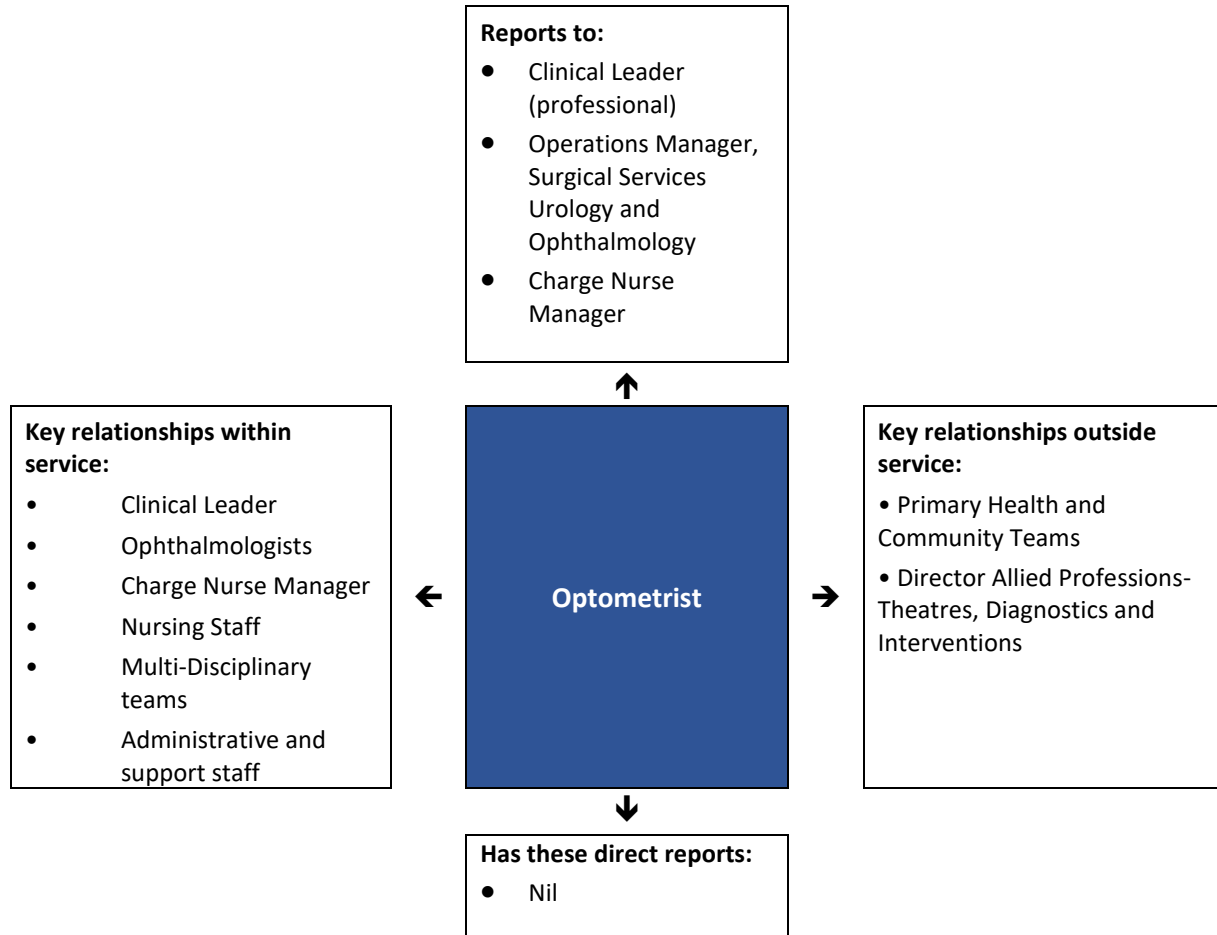 Reports to:
● Clinical Leader
(professional)
● Operations Manager,
Surgical Services
Urology and
Ophthalmology
● Charge Nurse
Manager
Key relationships within
service:
• Clinical Leader
• Ophthalmologists
• Charge Nurse Manager
• Nursing Staff
• Multi-Disciplinary
teams
• Administrative and
support staff
Optometrist
Key relationships outside
service:
• Primary Health and
Community Teams
• Director Allied Professions-
Theatres, Diagnostics and
Interventions
Has these direct reports:
● Nil